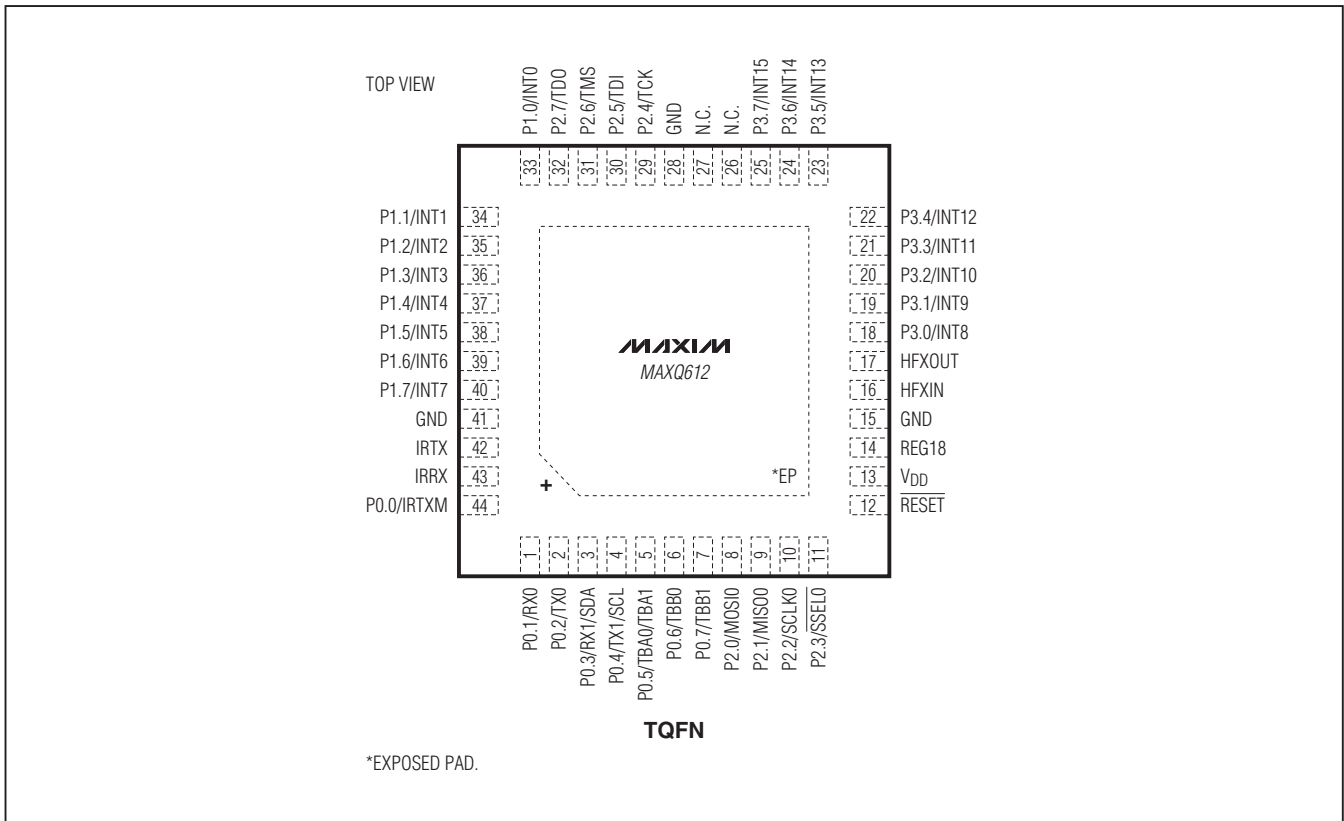 TOP VIEW
P1.0/INT0
P2.7/TDO
P2.6/TMS
P2.5/TDI
P2.4/TCK
GND
N.C.
N.C.
P3.7/INT15
P3.6/INT14
P3.5/INT13
33 32 31 30 29 28 27 26 25 24 23
P1.1/INT1 34
P1.2/INT2 35
P1.3/INT3 36
P1.4/INT4 37
P1.5/INT5 38
P1.6/INT6 39
P1.7/INT7 40
GND 41
IRTX 42
IRRX 43
P0.0/IRTXM 44
MAXIM
MAXQ612
*EP
+
22 P3.4/INT12
21 P3.3/INT11
20 P3.2/INT10
19 P3.1/INT9
18 P3.0/INT8
17 HFXOUT
16 HFXIN
15 GND
14 REG18
13 VDD
12 RESET
1 2 3 4 5 6 7 8 9 10 11
P0.1/RX0
P0.2/TX0
P0.3/RX1/SDA
P0.4/TX1/SCL
P0.5/TBA0/TBA1
P0.6/TBB0
P0.7/TBB1
P2.0/MOSI0
P2.1/MISO0
P2.2/SCLK0
P2.3/SSEL0
TQFN
*EXPOSED PAD.